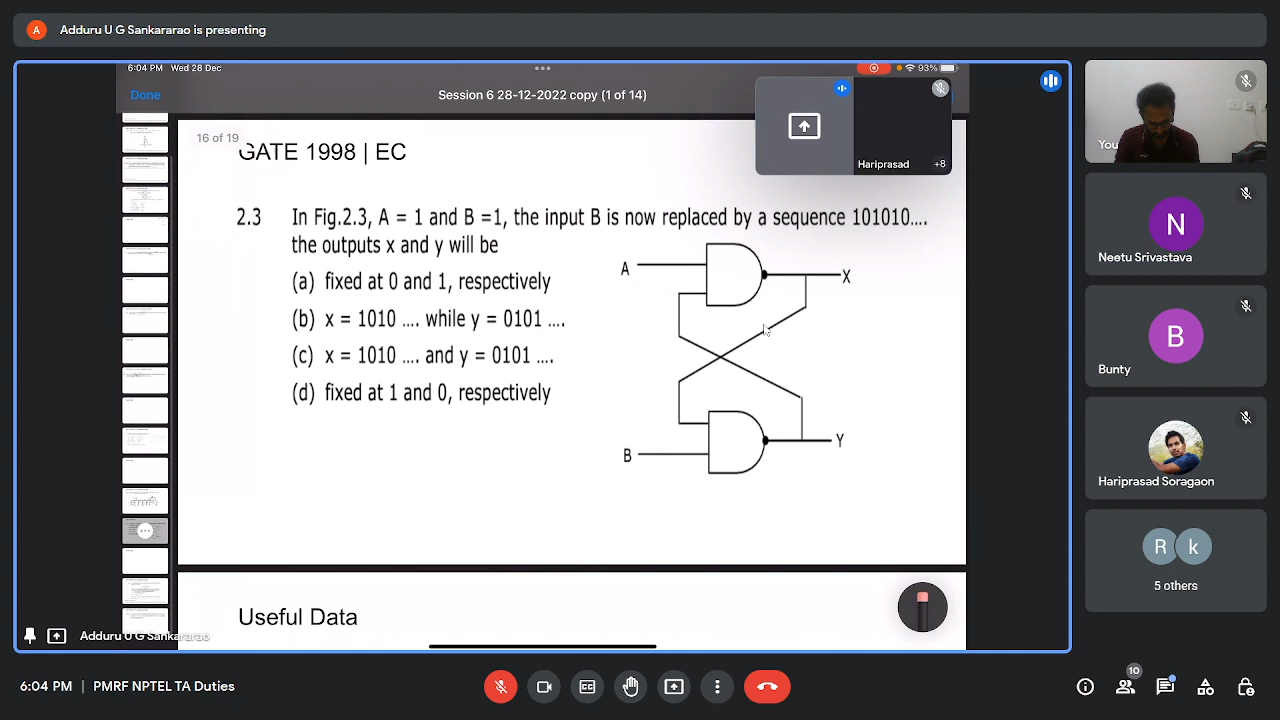 A
Adduru U G Sankararao is presenting
6:04 PM Wed 28 Dec
93%
Done
Session 6 28-12-2022 copy (1 of 14)
Hariprasad
+8
16 of 19
GATE 1998 | EC
2.3 In Fig.2.3, A = 1 and B =1, the input B is now replaced by a sequence 101010....
the outputs x and y will be
(a) fixed at 0 and 1, respectively
(b) x = 1010 .... while y = 0101 ....
(c) x = 1010 .... and y = 0101 ....
(d) fixed at 1 and 0, respectively
A
X
B
Y
Useful Data
Adduru U G Sankararao
You
N
Neetu Srivastava
B
Bunty
Hariprasad Soraggon
R
k
5 others
6:04 PM | PMRF NPTEL TA Duties
10